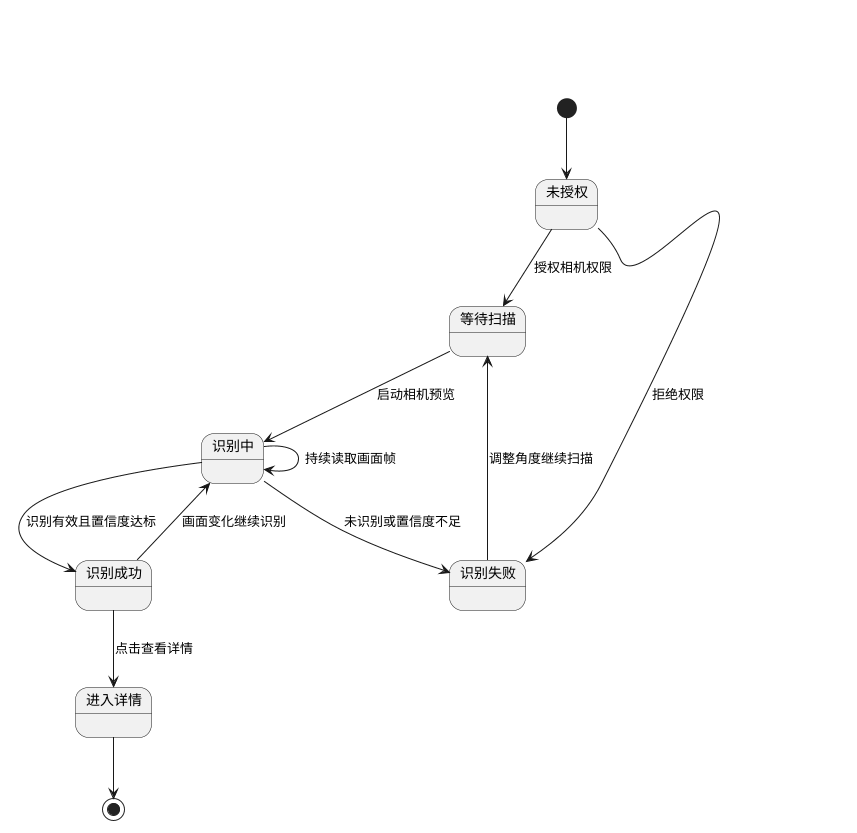 未授权
授权相机权限
等待扫描
启动相机预览
拒绝权限
识别中
持续读取画面帧
调整角度继续扫描
识别有效且置信度达标
画面变化继续识别
未识别或置信度不足
识别成功
识别失败
点击查看详情
进入详情